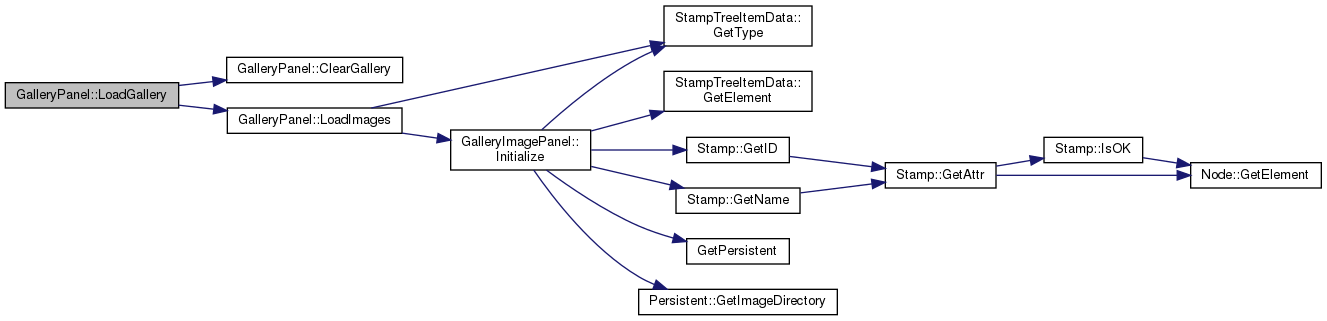 GalleryPanel::LoadGallery
GalleryPanel::ClearGallery
GalleryPanel::LoadImages
GalleryImagePanel::
Initialize
StampTreeItemData::
GetType
StampTreeItemData::
GetElement
Stamp::GetID
Stamp::GetName
GetPersistent
Persistent::GetImageDirectory
Stamp::GetAttr
Stamp::IsOK
Node::GetElement